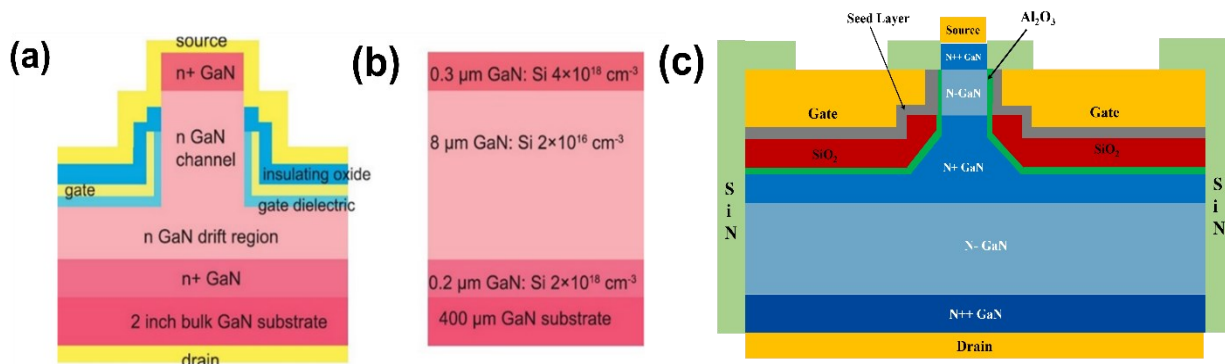 (a)
source
n+ GaN
n GaN
channel
insulating oxide
gate
gate dielectric
n GaN drift region
n+ GaN
2 inch bulk GaN substrate
drain
(b)
0.3 µm GaN: Si 4×10¹⁸ cm⁻³
8 µm GaN: Si 2×10¹⁶ cm⁻³
0.2 µm GaN: Si 2×10¹⁸ cm⁻³
400 µm GaN substrate
(c)
Seed Layer
Al₂O₃
Source
N++ GaN
N-GaN
Gate
Gate
SiO₂
SiO₂
N+ GaN
SiN
SiN
N- GaN
N++ GaN
Drain